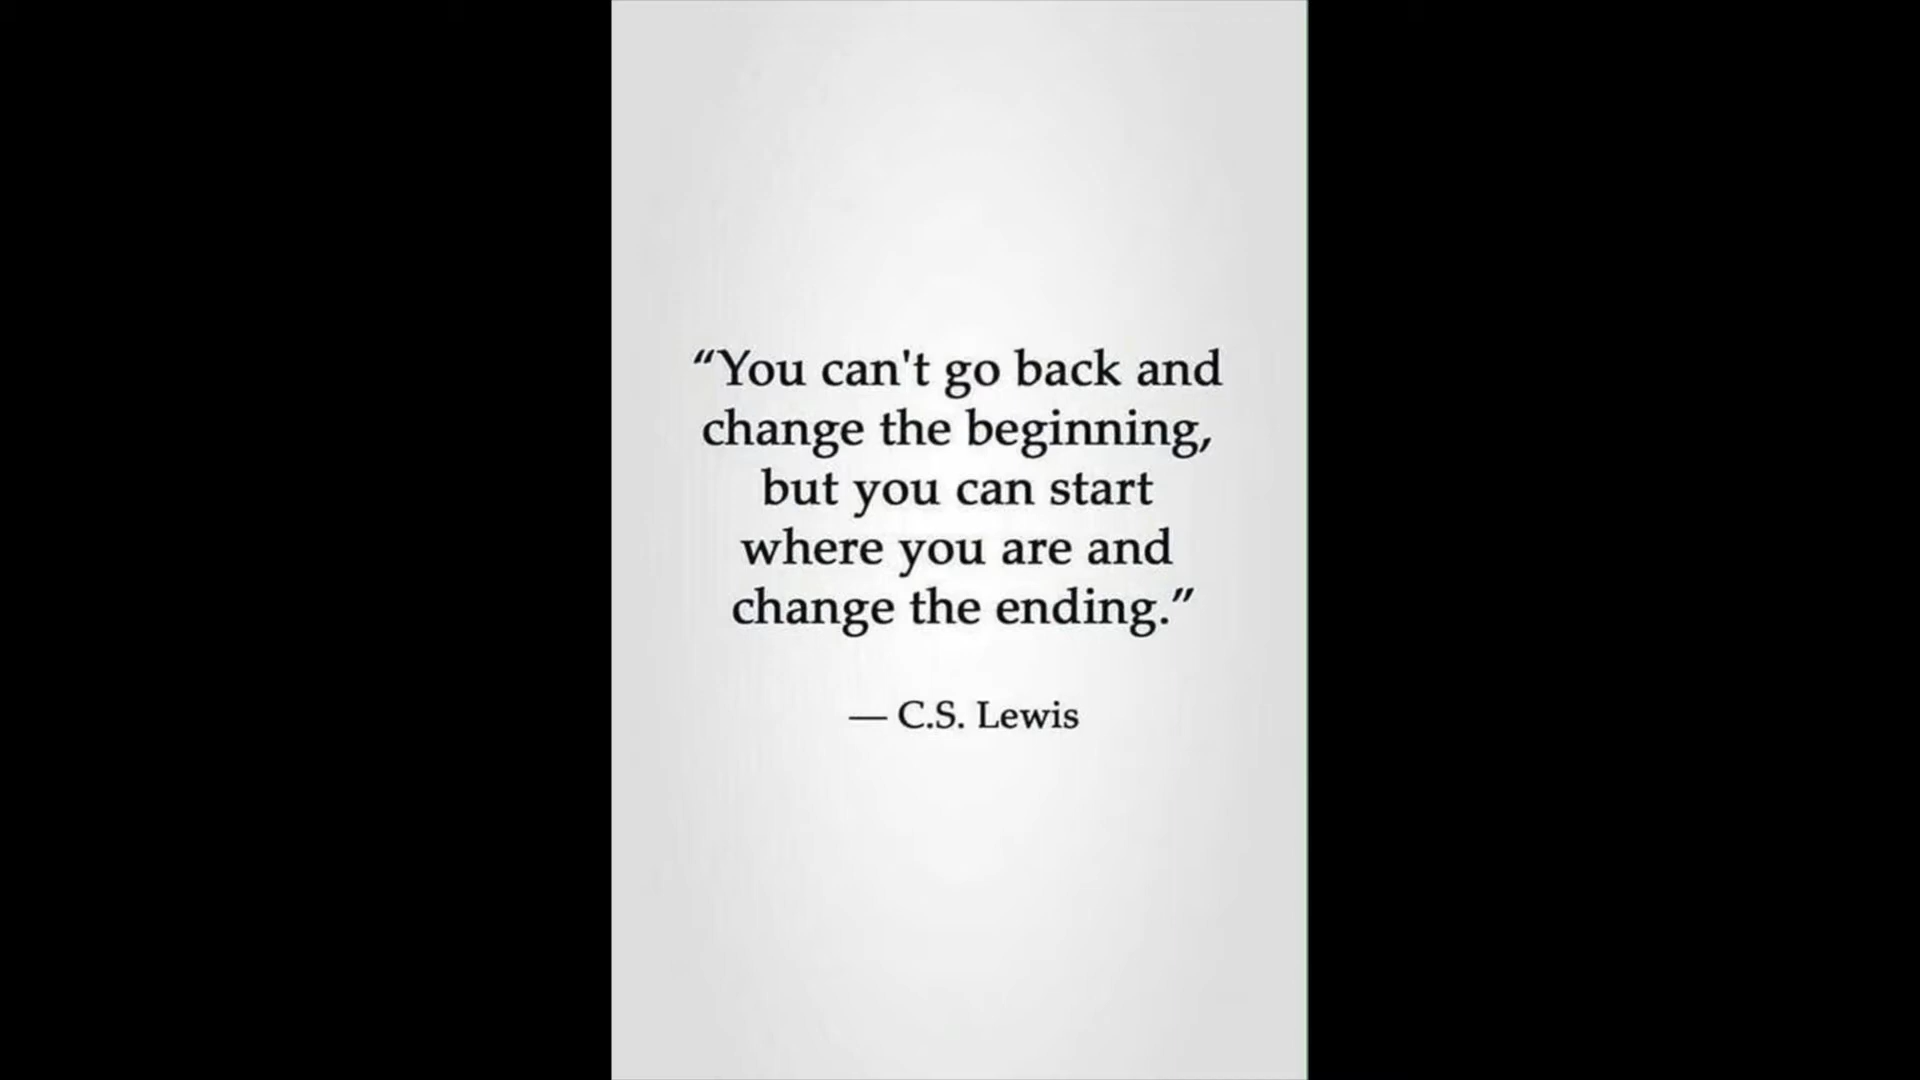 “You can't go back and
change the beginning,
but you can start
where you are and
change the ending.”
— C.S. Lewis